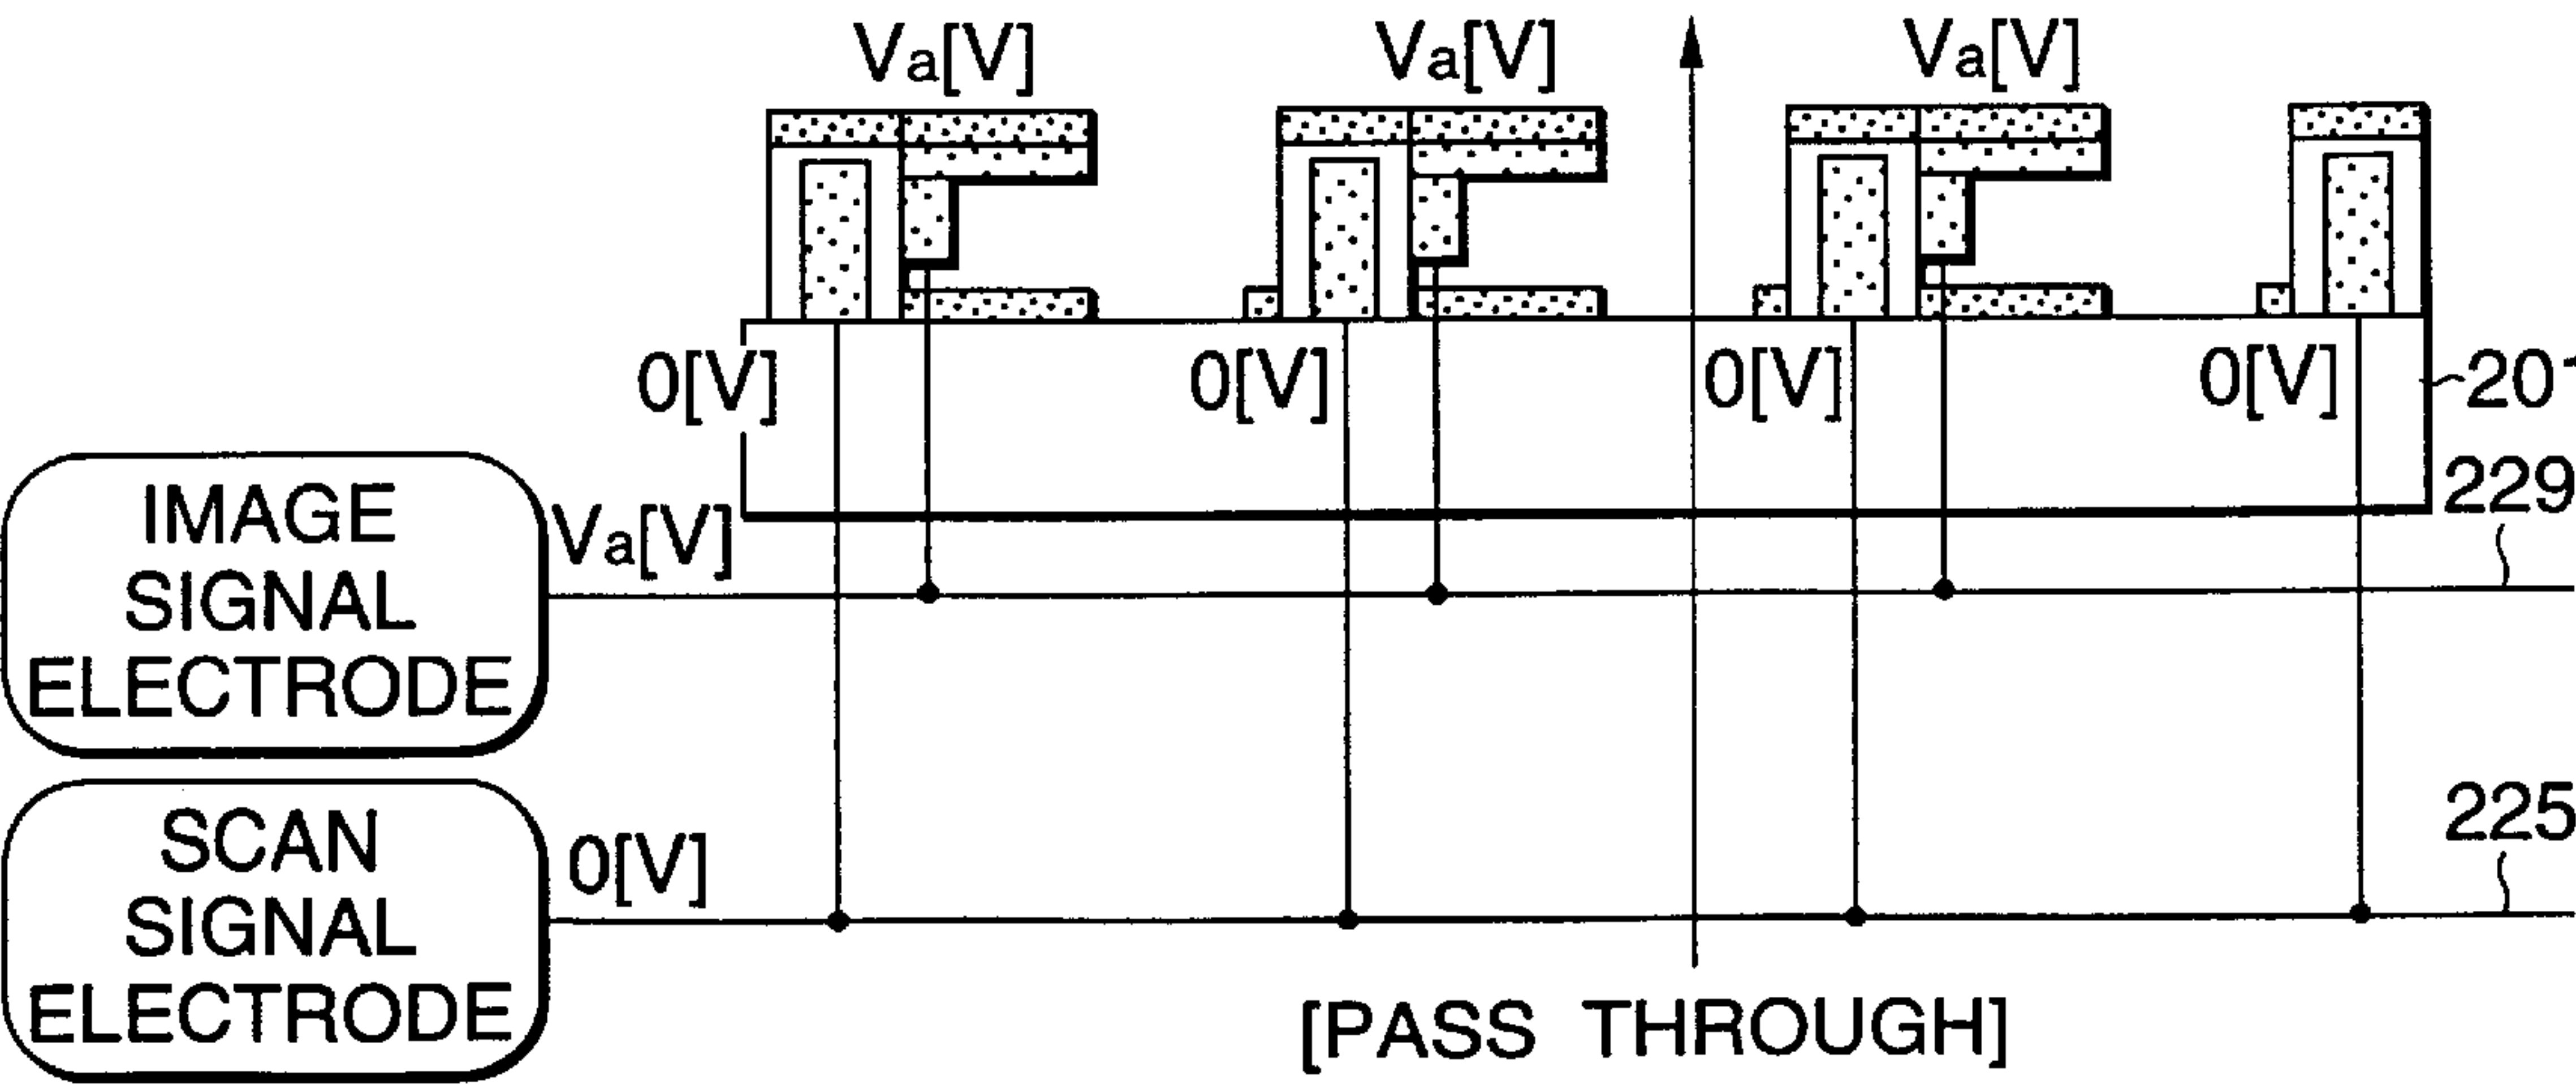 Va[V] Va[V] Va[V]
0[V] 0[V] 0[V] 0[V] 201
IMAGE
SIGNAL
ELECTRODE
Va[V]
229
SCAN
SIGNAL
ELECTRODE
0[V]
225
[PASS THROUGH]